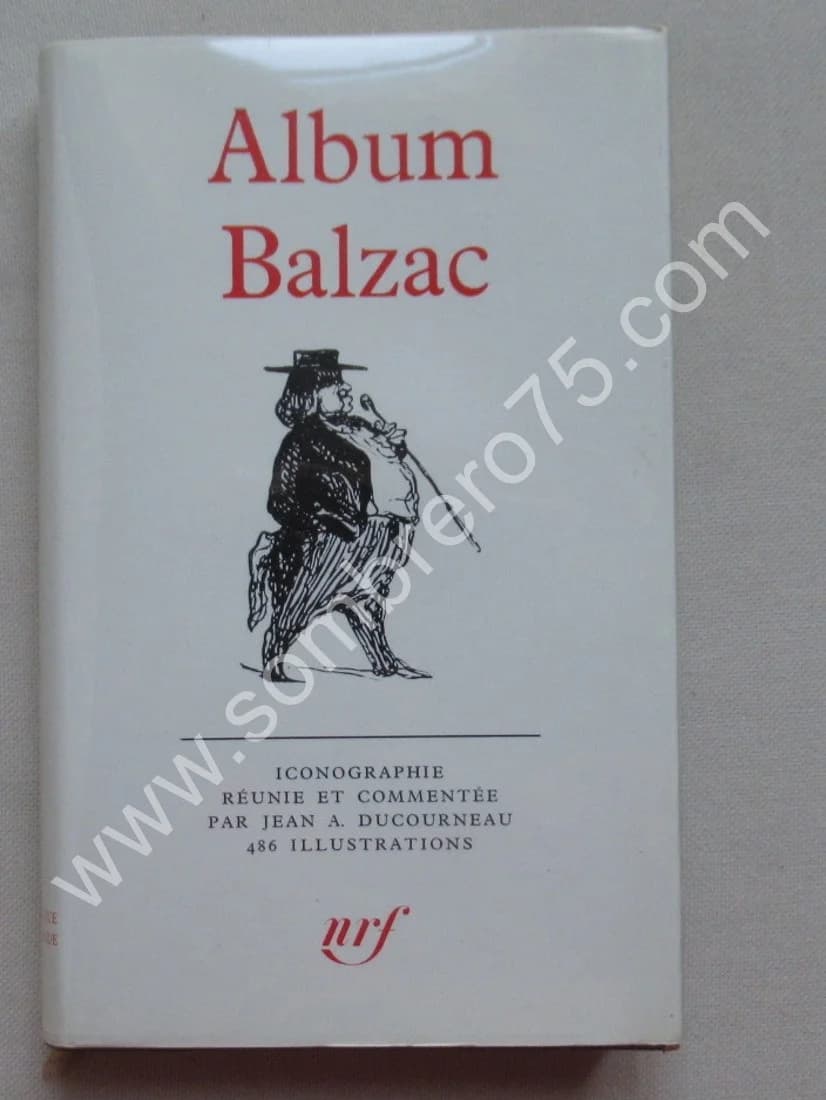 Album
Balzac
ICONOGRAPHIE
RÉUNIE ET COMMENTÉE
PAR JEAN A. DUCOURNEAU
486 ILLUSTRATIONS
nrf
www.sombrero75.com